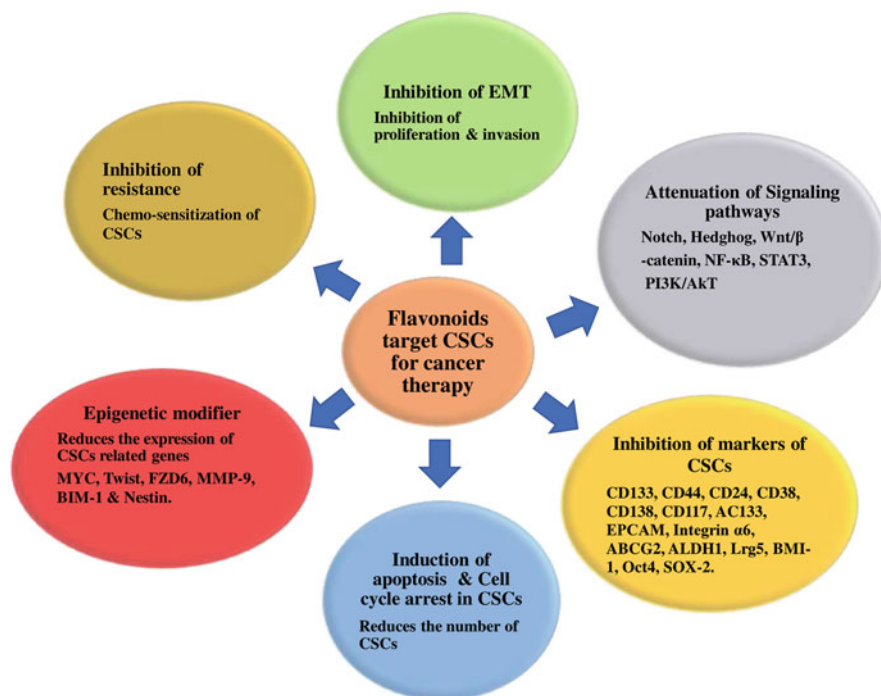 Inhibition of EMT
Inhibition of
proliferation & invasion
Inhibition of
resistance
Chemo-sensitization of
CSCs
Attenuation of Signaling
pathways
Notch, Hedghog, Wnt/β
-catenin, NF-κB, STAT3,
PI3K/AkT
Flavonoids
target CSCs
for cancer
therapy
Epigenetic modifier
Reduces the expression of
CSCs related genes
MYC, Twist, FZD6, MMP-9,
BIM-1 & Nestin.
Inhibition of markers of
CSCs
CD133, CD44, CD24, CD38,
CD138, CD117, AC133,
EPCAM, Integrin α6,
ABCG2, ALDH1, Lrg5, BMI-
1, Oct4, SOX-2.
Induction of
apoptosis & Cell
cycle arrest in CSCs
Reduces the number of
CSCs